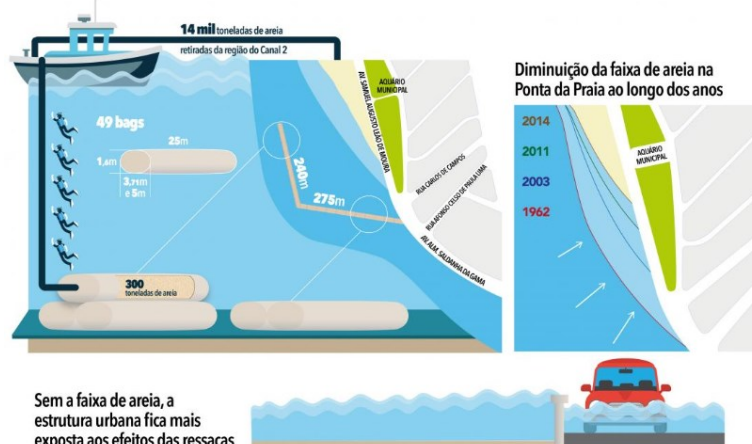 14 mil toneladas de areia
retiradas da região do Canal 2
49 bags
25m
1,6m
3,71m
e 5m
300
toneladas de areia
240m
275m
AV. SAMUEL AUGUSTO LEÃO DE MOURA
AQUÁRIO
MUNICIPAL
RUA CARLOS DE CAMPOS
RUA AFONSO CELSO DE PAULA LIMA
AV. ALM. SALDANHA DA GAMA
Diminuição da faixa de areia na
Ponta da Praia ao longo dos anos
2014
2011
2003
1962
AQUÁRIO
MUNICIPAL
Sem a faixa de areia, a
estrutura urbana fica mais
exposta aos efeitos das ressacas